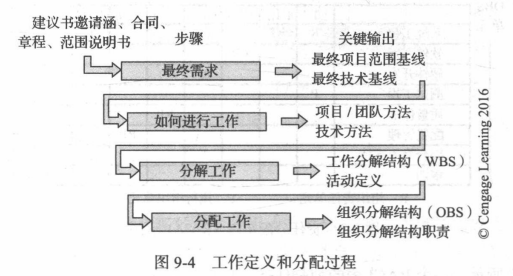 建议书邀请涵、合同、
章程、范围说明书
步骤
关键输出
最终需求
最终项目范围基线
最终技术基线
如何进行工作
项目/团队方法
技术方法
分解工作
工作分解结构（WBS）
活动定义
分配工作
组织分解结构（OBS）
组织分解结构职责
© Cengage Learning 2016
图 9-4 工作定义和分配过程